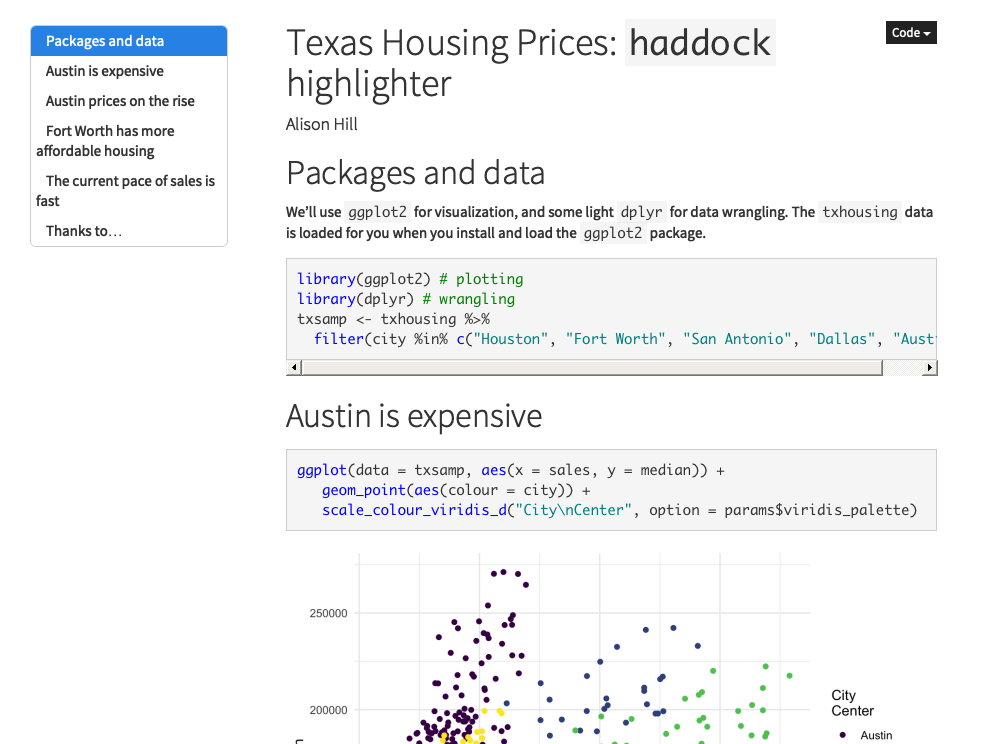 Packages and data
Austin is expensive
Austin prices on the rise
Fort Worth has more
affordable housing
The current pace of sales is
fast
Thanks to…
Code
Texas Housing Prices: haddock
highlighter
Alison Hill
Packages and data
We’ll use ggplot2 for visualization, and some light dplyr for data wrangling. The txhousing data
is loaded for you when you install and load the ggplot2 package.
library(ggplot2) # plotting
library(dplyr) # wrangling
txsamp <- txhousing %>%
  filter(city %in% c("Houston", "Fort Worth", "San Antonio", "Dallas", "Aust
Austin is expensive
ggplot(data = txsamp, aes(x = sales, y = median)) +
   geom_point(aes(colour = city)) +
   scale_colour_viridis_d("City\nCenter", option = params$viridis_palette)
250000
200000
City
Center
Austin